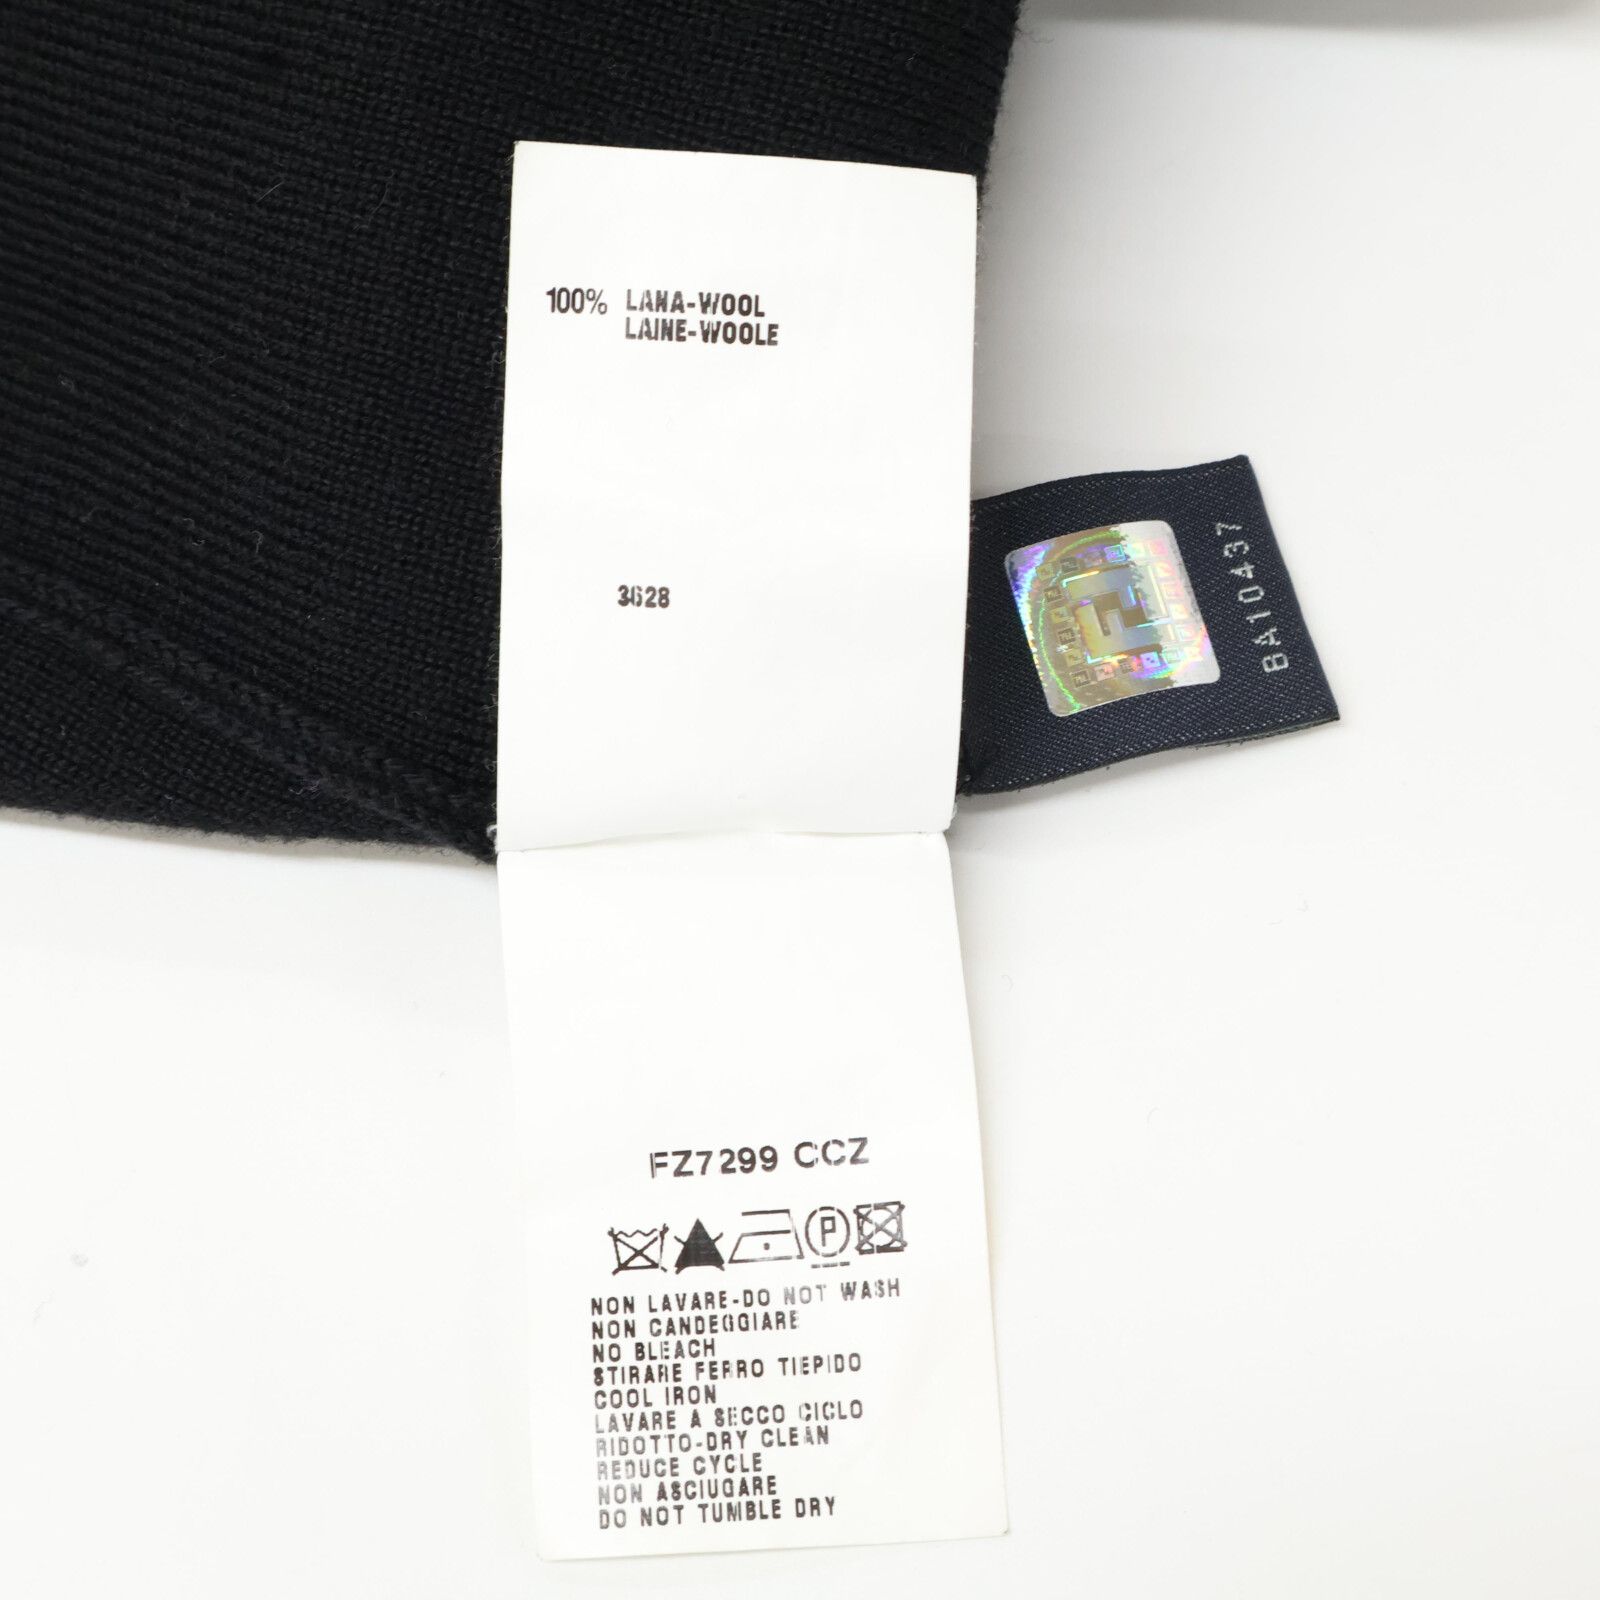 100% LANA-WOOL
LAINE-WOOLE
3628
8A10437
FZ7299 CCZ
P
NON LAVARE-DO NOT WASH
NON CANDEGGIARE
NO BLEACH
STIRARE FERRO TIEPIDO
COOL IRON
LAVARE A SECCO CICLO
RIDOTTO-DRY CLEAN
REDUCE CYCLE
NON ASCIUGARE
DO NOT TUMBLE DRY